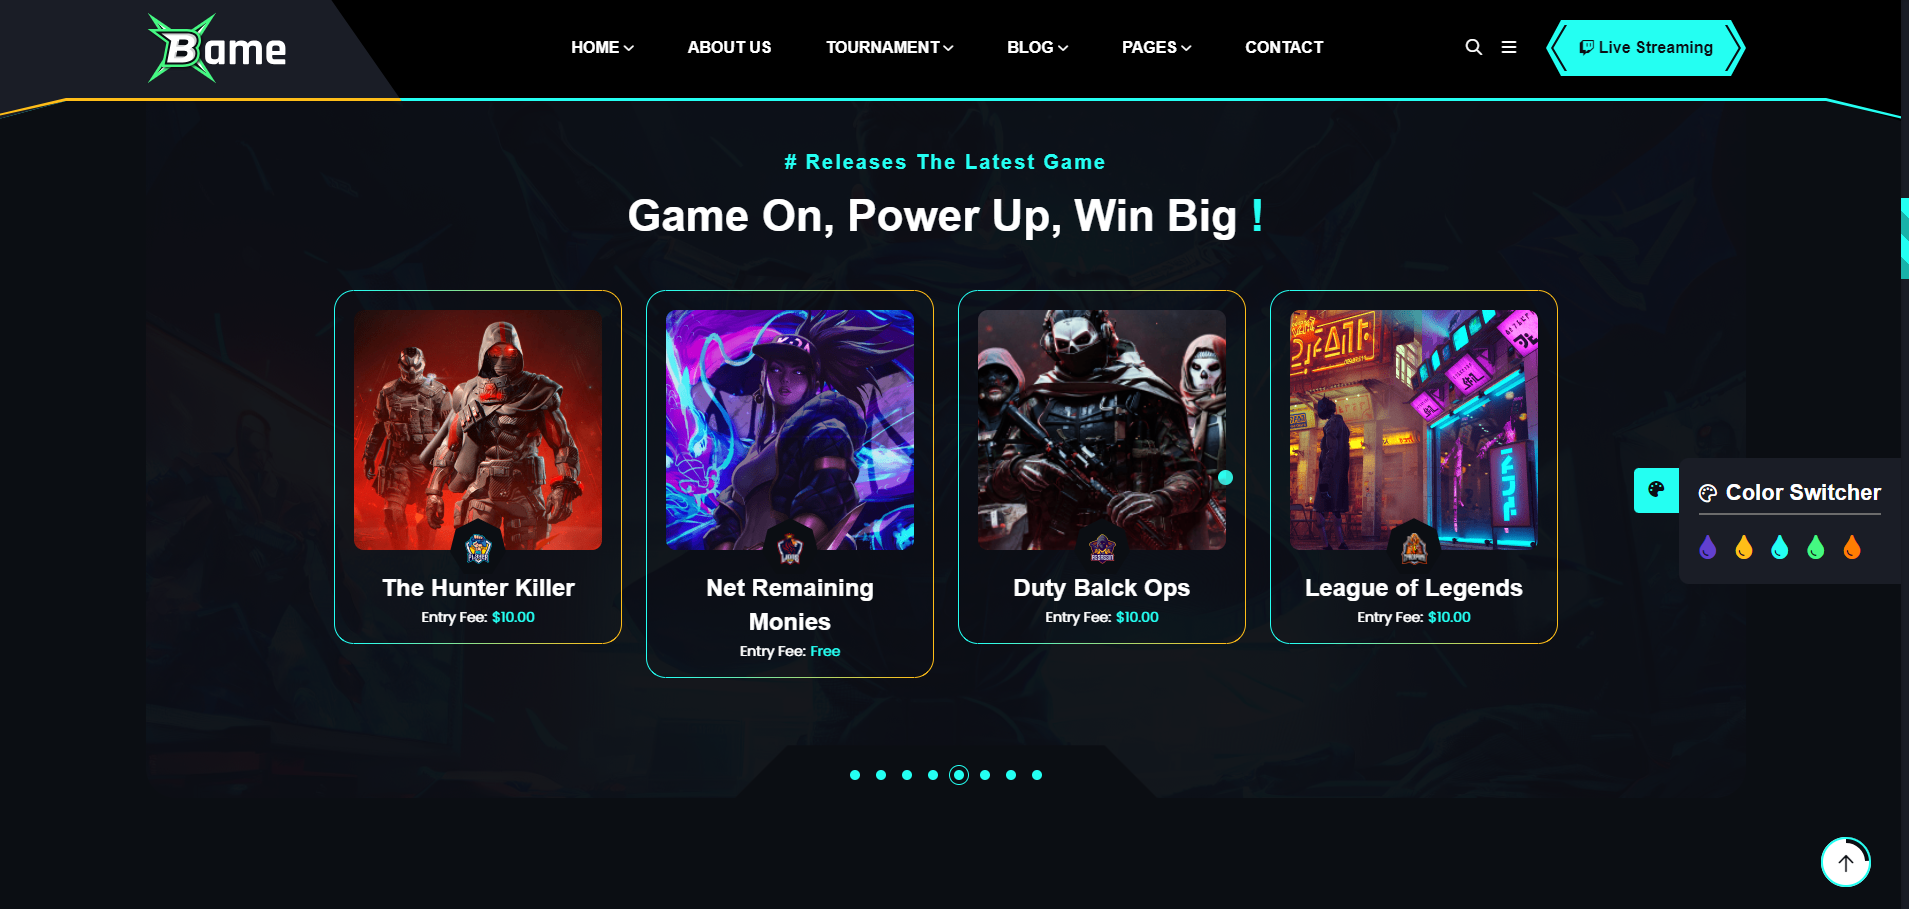 Bame
HOME
ABOUT US
TOURNAMENT
BLOG
PAGES
CONTACT
Live Streaming
# Releases The Latest Game
Game On, Power Up, Win Big !
The Hunter Killer
Entry Fee: $10.00
Net Remaining
Monies
Entry Fee: Free
Duty Balck Ops
Entry Fee: $10.00
League of Legends
Entry Fee: $10.00
Color Switcher